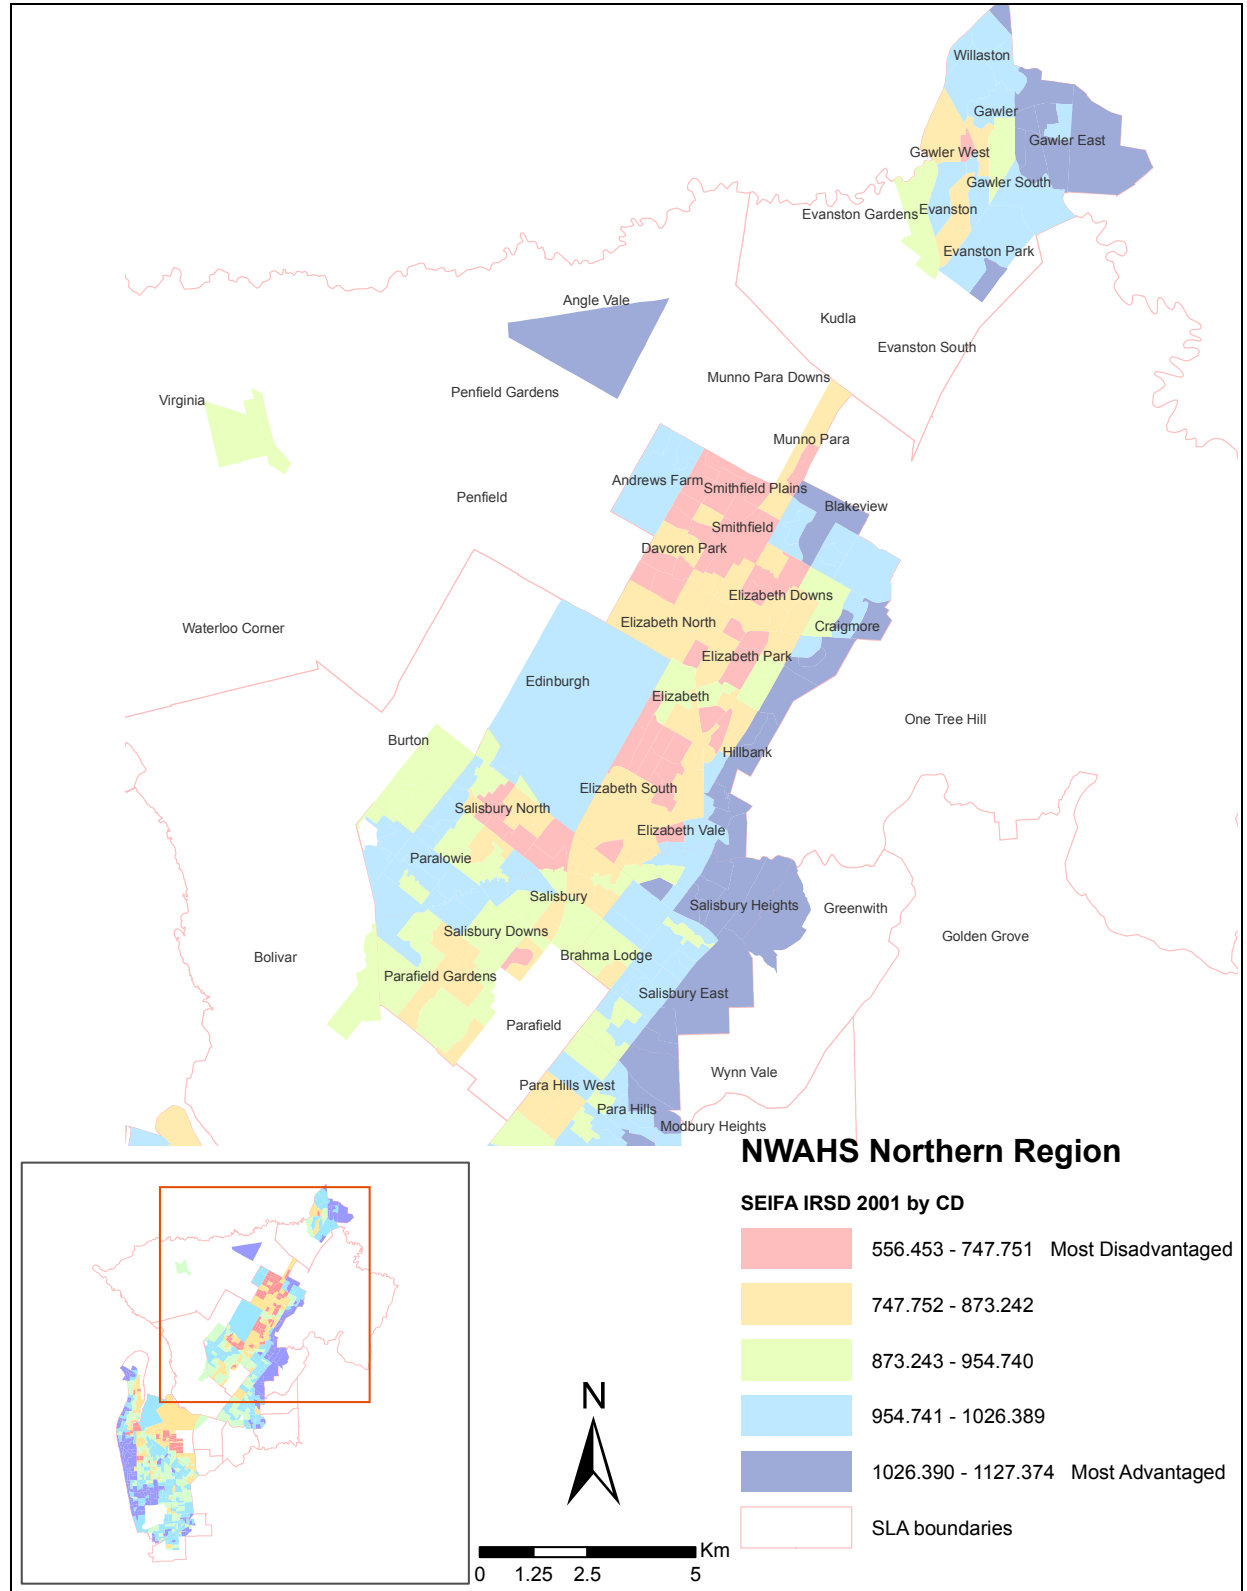 Willaston
Gawler
Gawler East
Gawler West
Gawler South
Evanston Gardens
Evanston
Evanston Park
Angle Vale
Kudla
Evanston South
Munno Para Downs
Penfield Gardens
Virginia
Munno Para
Andrews Farm
Smithfield Plains
Penfield
Blakeview
Smithfield
Davoren Park
Elizabeth Downs
Elizabeth North
Craigmore
Waterloo Corner
Elizabeth Park
Edinburgh
Elizabeth
One Tree Hill
Burton
Hillbank
Elizabeth South
Salisbury North
Elizabeth Vale
Paralowie
Salisbury
Salisbury Heights
Greenwith
Salisbury Downs
Golden Grove
Bolivar
Brahma Lodge
Parafield Gardens
Salisbury East
Parafield
Wynn Vale
Para Hills West
Para Hills
Modbury Heights
NWAHS Northern Region
SEIFA IRSD 2001 by CD
556.453 - 747.751 Most Disadvantaged
747.752 - 873.242
873.243 - 954.740
954.741 - 1026.389
1026.390 - 1127.374 Most Advantaged
SLA boundaries
N
Km
0 1.25 2.5 5